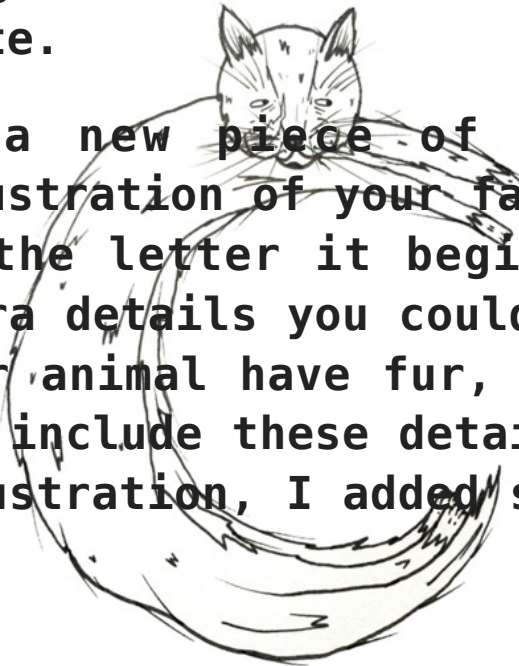 te.
a new piece of
ustration of your fa
the letter it begi
ra details you could
r animal have fur,
include these detai
ustration, I added s